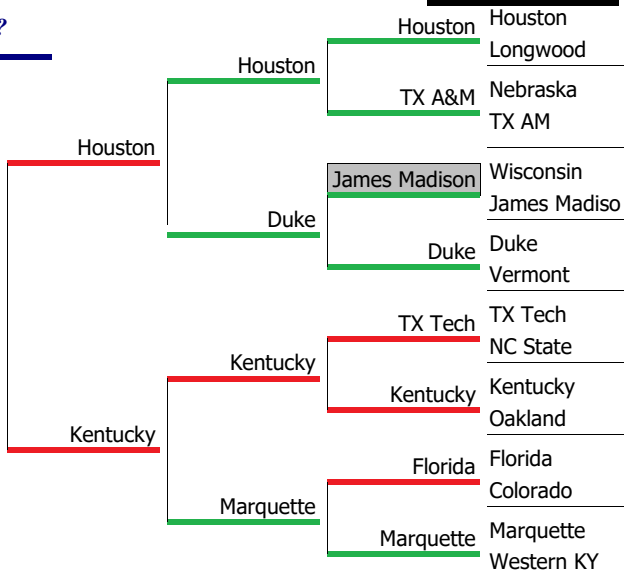 ?
Houston
Houston
Longwood
Houston
TX A&M
Nebraska
TX AM
Houston
James Madison
Wisconsin
James Madiso
Duke
Duke
Duke
Vermont
TX Tech
TX Tech
NC State
Kentucky
Kentucky
Kentucky
Oakland
Kentucky
Florida
Florida
Colorado
Marquette
Marquette
Marquette
Western KY